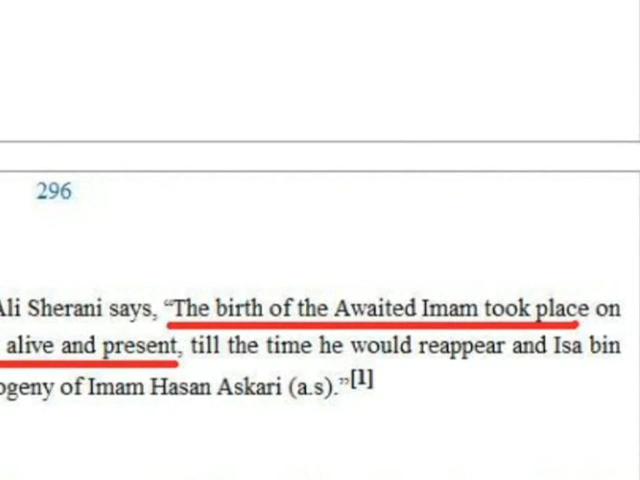 296
Ali Sherani says, “The birth of the Awaited Imam took place on
alive and present, till the time he would reappear and Isa bin
ogeny of Imam Hasan Askari (a.s).”[1]